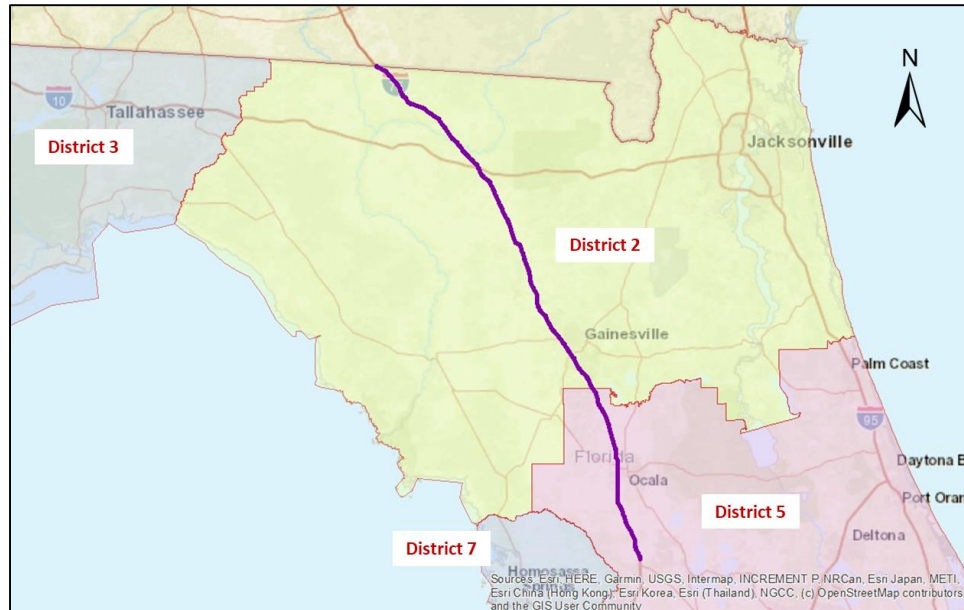 N
10
Tallahassee
District 3
Jacksonville
District 2
Gainesville
Palm Coast
95
Florida
Ocala
Daytona B
Port Oran
District 5
Deltona
District 7
Homosassa
Springs
Sources: Esri, HERE, Garmin, USGS, Intermap, INCREMENT P, NRCan, Esri Japan, METI,
Esri China (Hong Kong), Esri Korea, Esri (Thailand), NGCC, (c) OpenStreetMap contributors,
and the GIS User Community